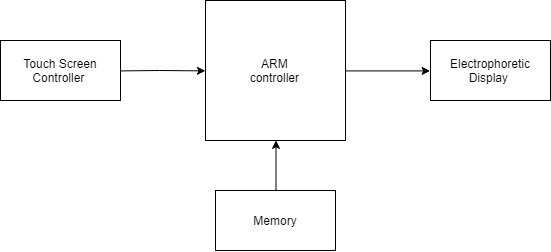 Touch Screen
Controller
ARM
controller
Electrophoretic
Display
Memory